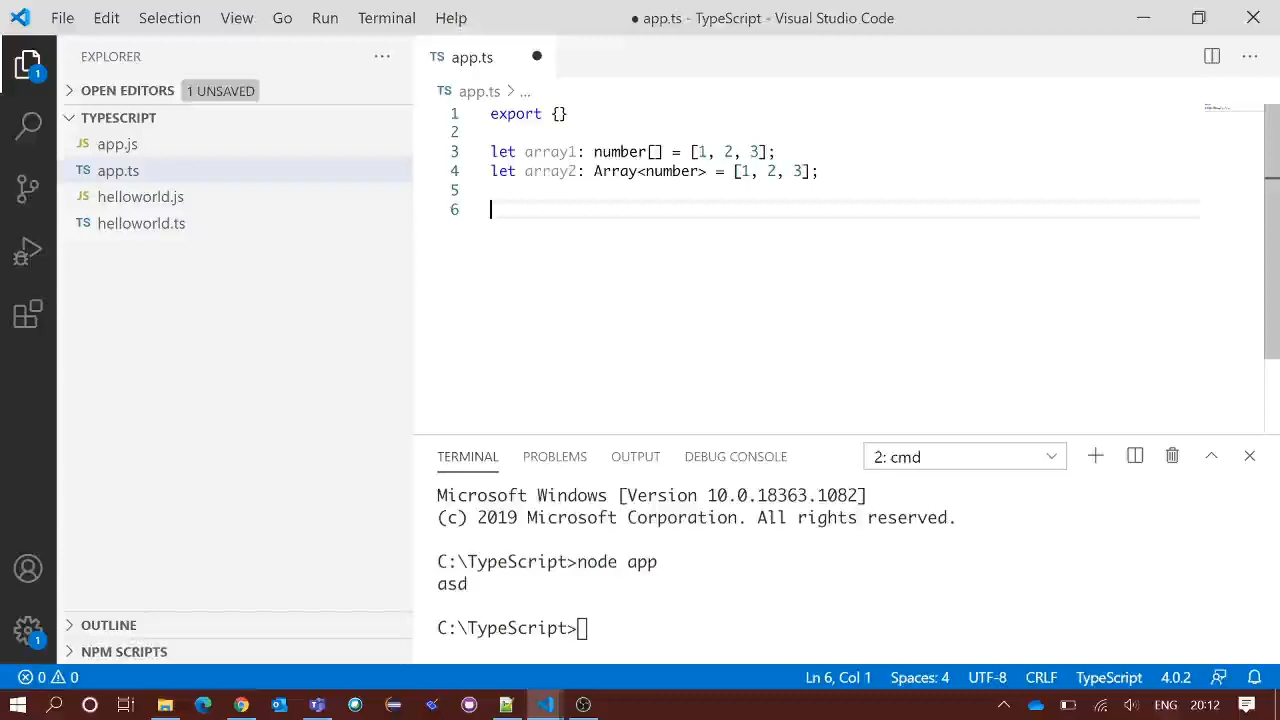 File Edit Selection View Go Run Terminal Help ● app.ts - TypeScript - Visual Studio Code
EXPLORER
OPEN EDITORS 1 UNSAVED
TYPESCRIPT
JS app.js
TS app.ts
JS helloworld.js
TS helloworld.ts
OUTLINE
NPM SCRIPTS
1
1
TS app.ts
TS app.ts > ...
1 export {}
2
3 let array1: number[] = [1, 2, 3];
4 let array2: Array<number> = [1, 2, 3];
5
6
TERMINAL PROBLEMS OUTPUT DEBUG CONSOLE 2: cmd
Microsoft Windows [Version 10.0.18363.1082]
(c) 2019 Microsoft Corporation. All rights reserved.
C:\TypeScript>node app
asd
C:\TypeScript>
0 0 Ln 6, Col 1 Spaces: 4 UTF-8 CRLF TypeScript 4.0.2
ENG 20:12